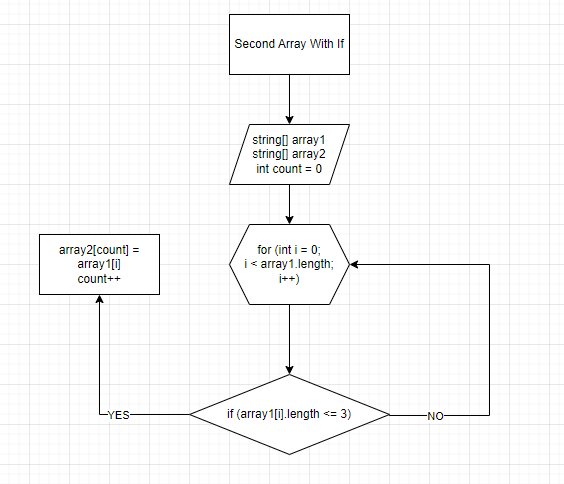 Second Array With If
string[] array1
string[] array2
int count = 0
array2[count] =
array1[i]
count++
for (int i = 0;
i < array1.length;
i++)
YES
if (array1[i].length <= 3)
NO